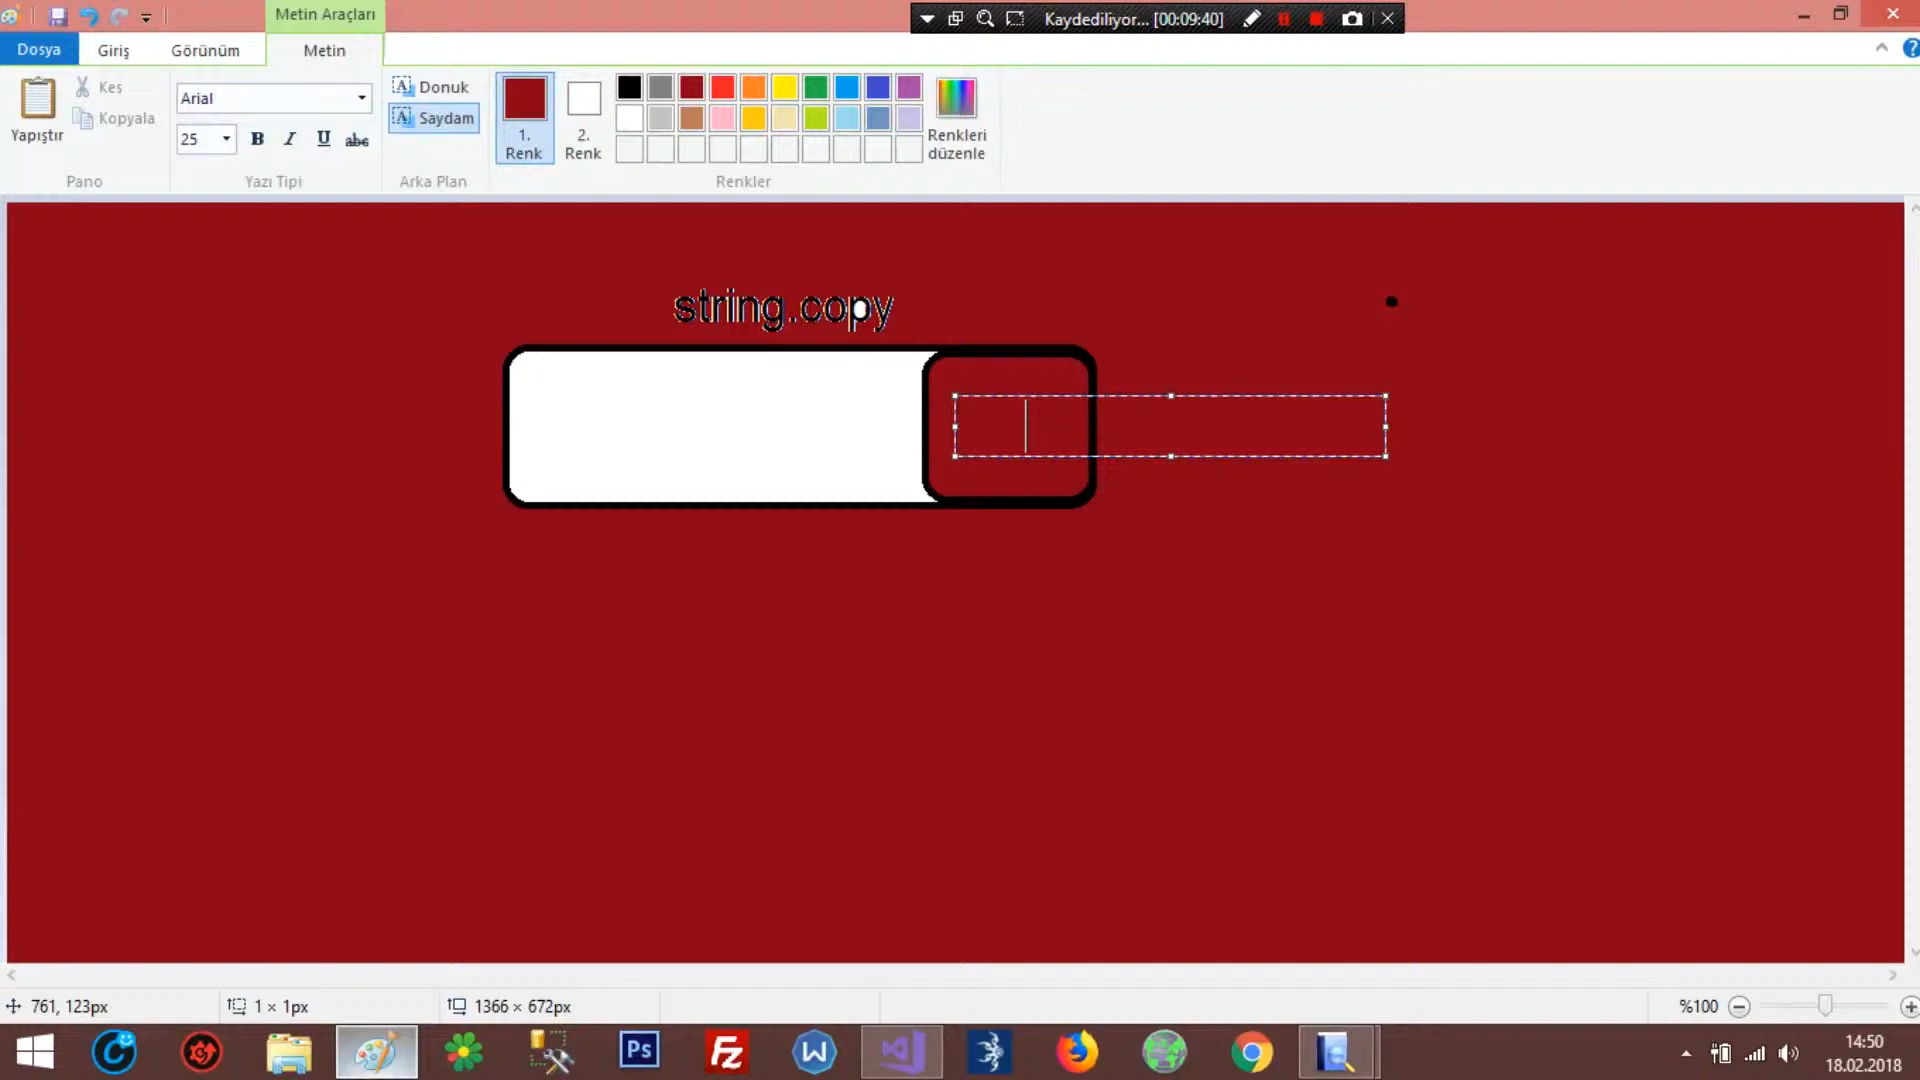 Metin Araçları
Kaydediliyor... [00:09:40]
Dosya
Giriş
Görünüm
Metin
Yapıştır
Kes
Kopyala
Pano
Arial
25
B I U abc
Yazı Tipi
Donuk
Saydam
Arka Plan
1. Renk
2. Renk
Renkleri düzenle
Renkler
string.copy
761, 123px
1 × 1px
1366 × 672px
%100
Ps
Fz
W
14:50
18.02.2018